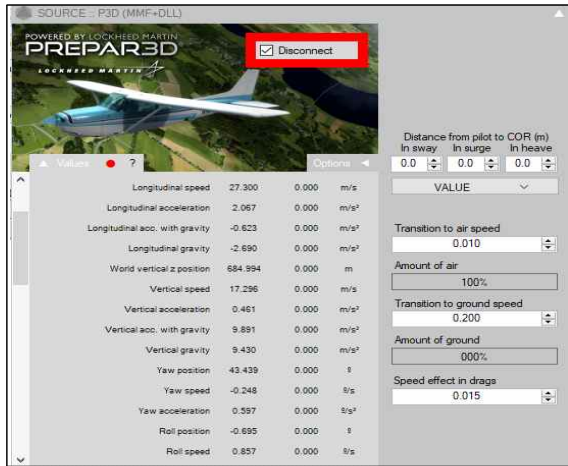 SOURCE :: P3D (MMF+DLL)
POWERED BY LOCKHEED MARTIN
PREPAR3D
LOCKHEED MARTIN
Disconnect
Values ?
Options
Longitudinal speed 27.300 0.000 m/s
Longitudinal acceleration 2.067 0.000 m/s²
Longitudinal acc. with gravity -0.623 0.000 m/s²
Longitudinal gravity -2.690 0.000 m/s²
World vertical z position 684.994 0.000 m
Vertical speed 17.296 0.000 m/s
Vertical acceleration 0.461 0.000 m/s²
Vertical acc. with gravity 9.891 0.000 m/s²
Vertical gravity 9.430 0.000 m/s²
Yaw position 43.439 0.000
Yaw speed -0.248 0.000
Yaw acceleration 0.597 0.000
Roll position -0.695 0.000
Roll speed 0.857 0.000
Distance from pilot to COR (m)
In sway In surge In heave
0.0 0.0 0.0
VALUE
Transition to air speed
0.010
Amount of air
100%
Transition to ground speed
0.200
Amount of ground
000%
Speed effect in drags
0.015